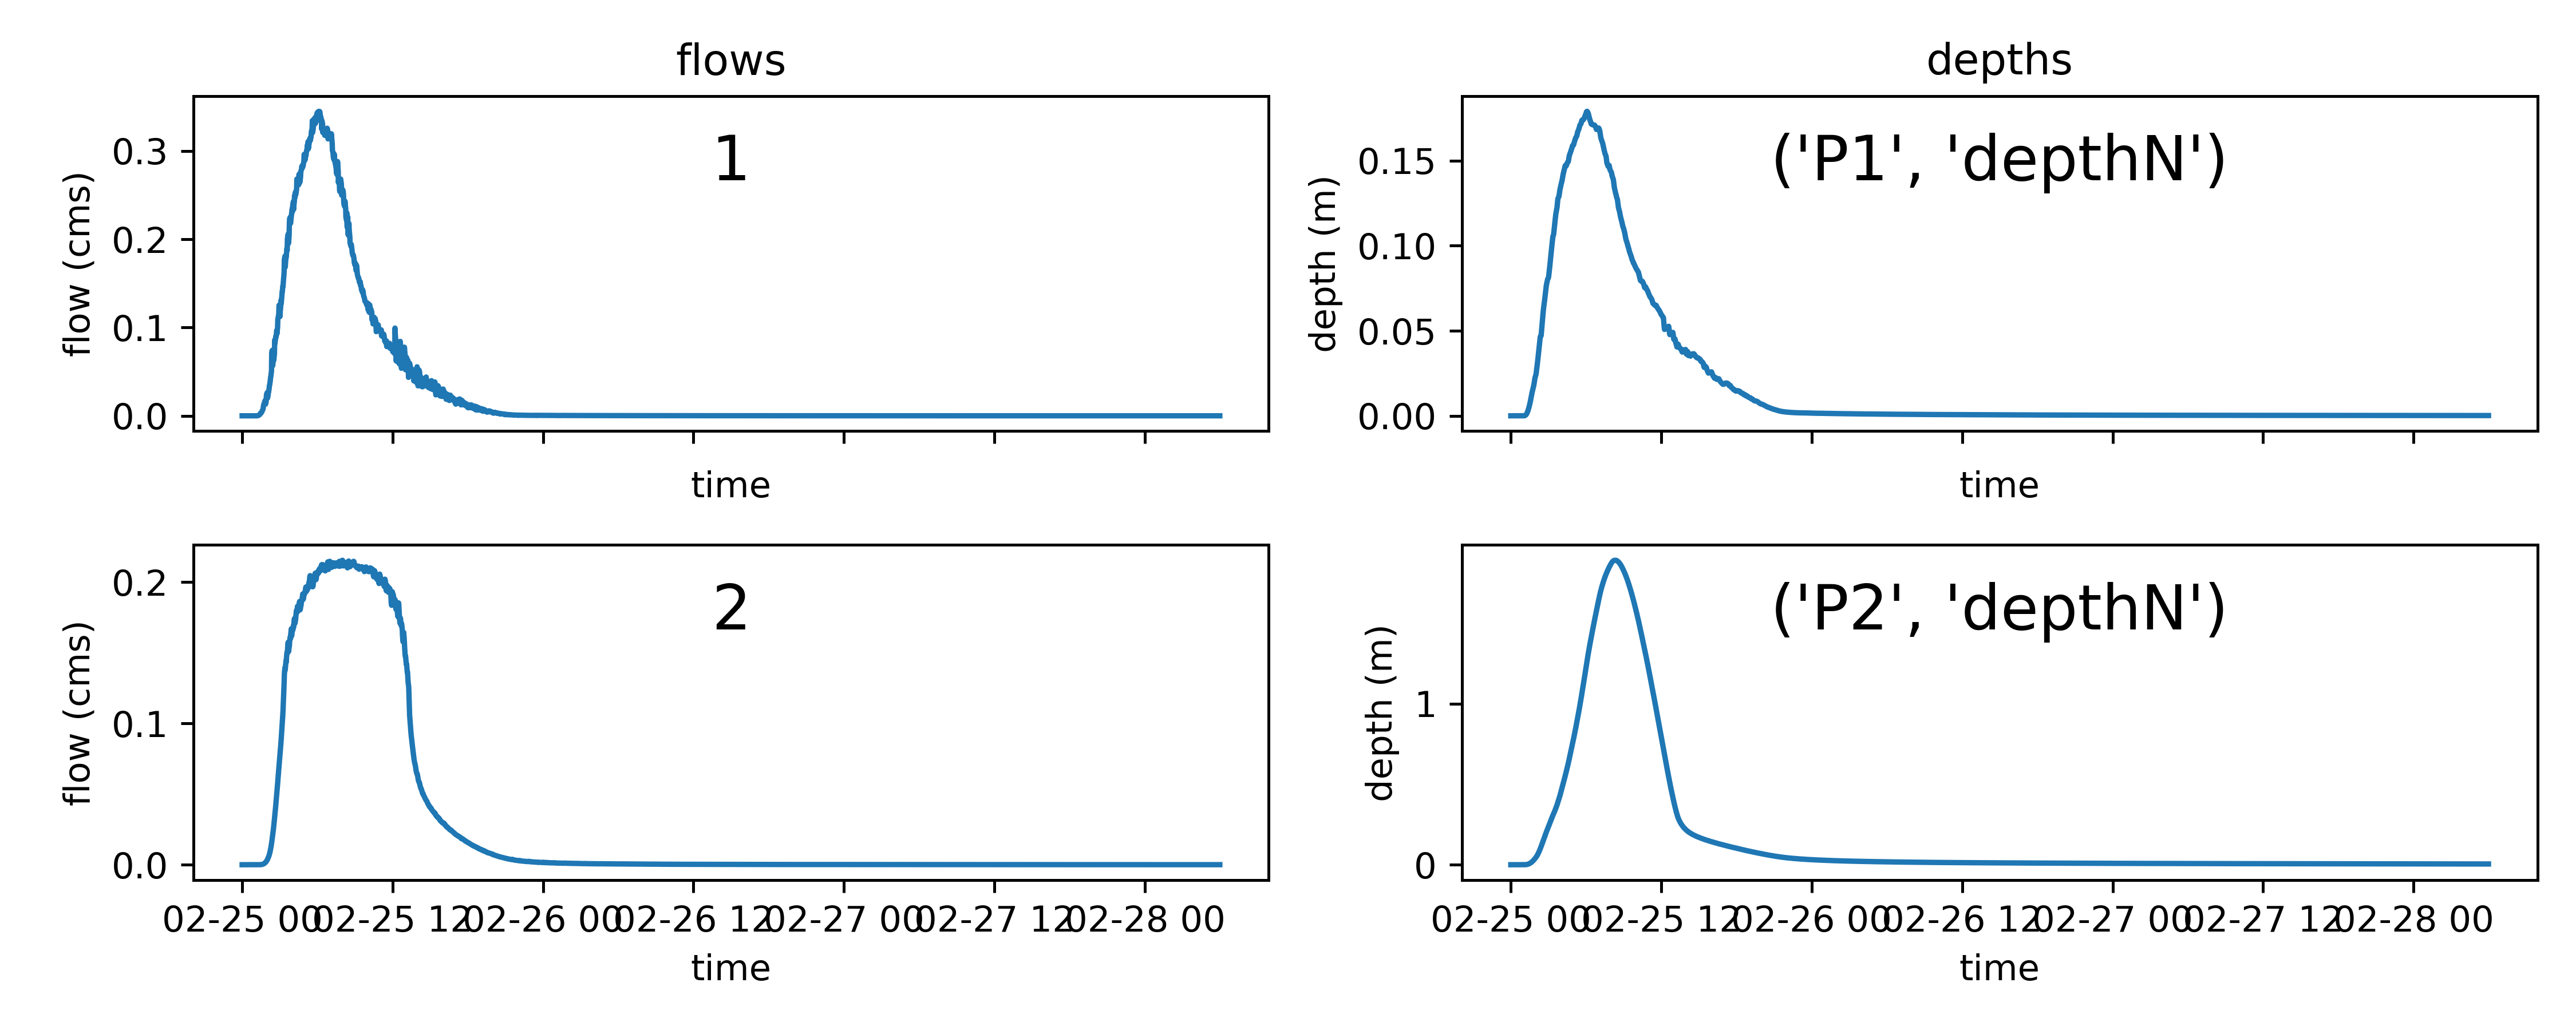 flows
depths
flow (cms)
0.3
0.2
0.1
0.0
1
time
depth (m)
0.15
0.10
0.05
0.00
('P1', 'depthN')
time
flow (cms)
0.2
0.1
0.0
2
02-25 00 02-25 12 02-26 00 02-26 12 02-27 00 02-27 12 02-28 00
time
depth (m)
1
0
('P2', 'depthN')
02-25 00 02-25 12 02-26 00 02-26 12 02-27 00 02-27 12 02-28 00
time